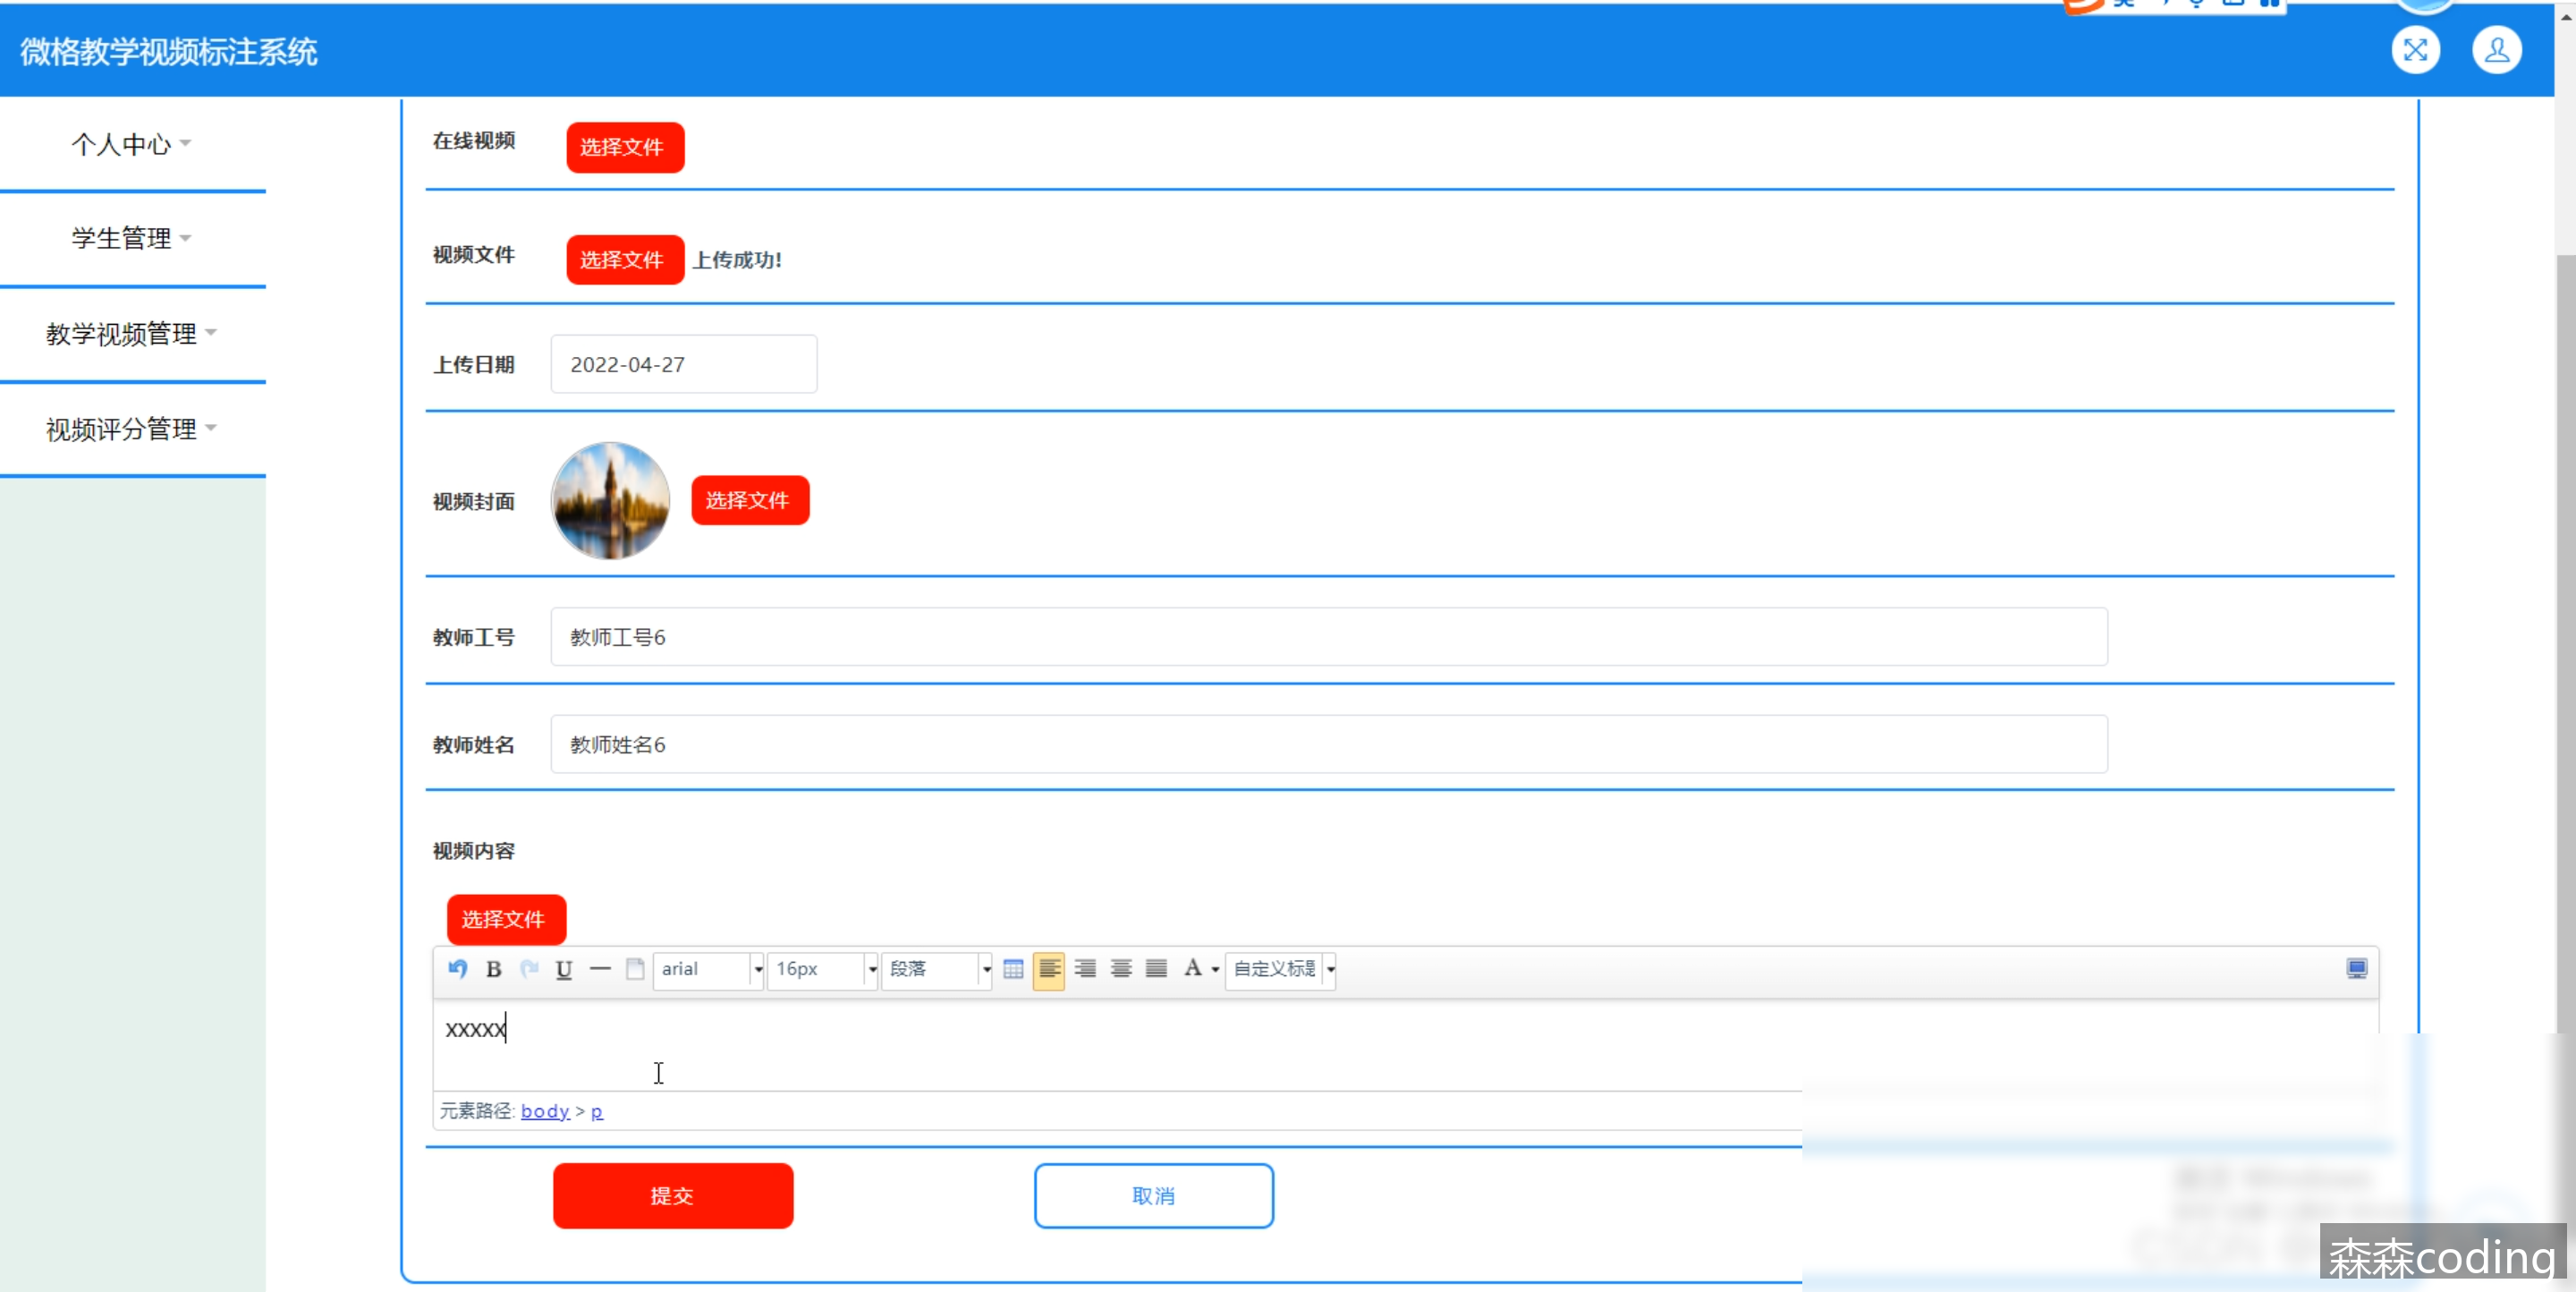 微格教学视频标注系统
个人中心
学生管理
教学视频管理
视频评分管理
在线视频 选择文件
视频文件 选择文件 上传成功!
上传日期 2022-04-27
视频封面 选择文件
教师工号 教师工号6
教师姓名 教师姓名6
视频内容
选择文件
B U arial 16px 段落 A 自定义标题
xxxxx
元素路径: body > p
提交 取消
森森coding